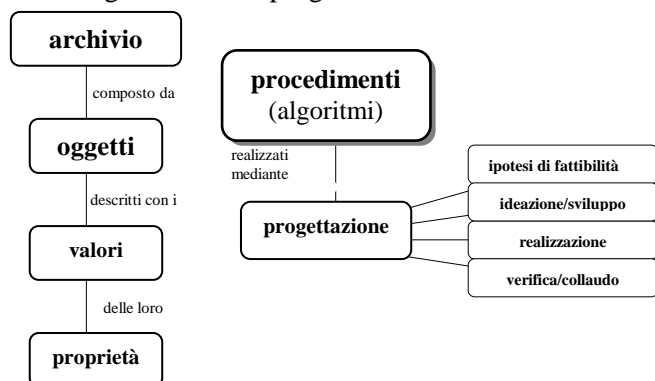 archivio
composto da
oggetti
descritti con i
valori
delle loro
proprietà
procedimenti
(algoritmi)
realizzati
mediante
progettazione
ipotesi di fattibilità
ideazione/sviluppo
realizzazione
verifica/collaudo